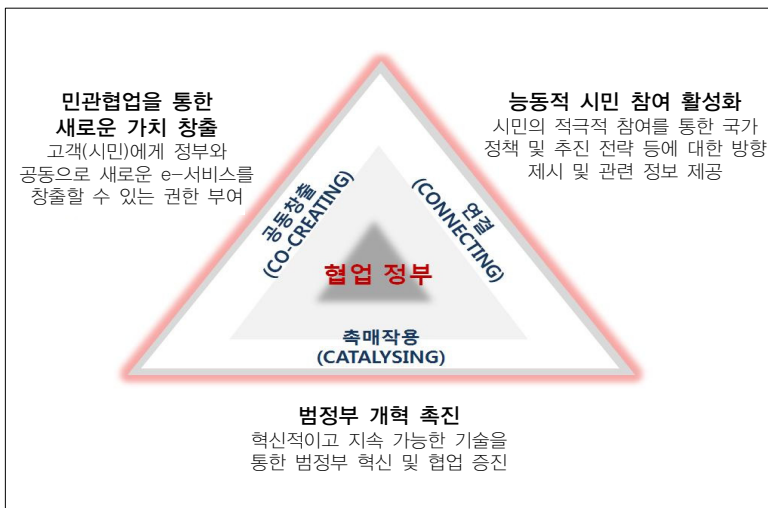 민관협업을 통한
새로운 가치 창출
고객(시민)에게 정부와
공동으로 새로운 e-서비스를
창출할 수 있는 권한 부여
능동적 시민 참여 활성화
시민의 적극적 참여를 통한 국가
정책 및 추진 전략 등에 대한 방향
제시 및 관련 정보 제공
공동창출
(CO-CREATING)
연결
(CONNECTING)
협업 정부
촉매작용
(CATALYSING)
범정부 개혁 촉진
혁신적이고 지속 가능한 기술을
통한 범정부 혁신 및 협업 증진